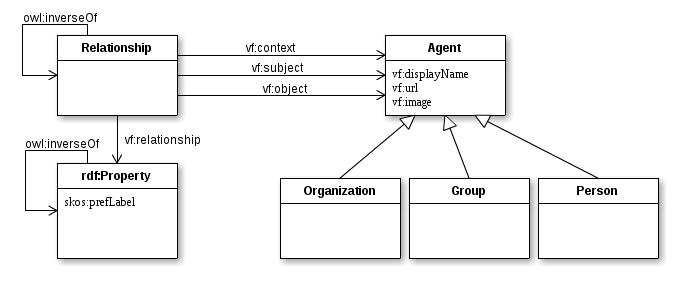 owl:inverseOf
Relationship
vf:context
vf:subject
vf:object
Agent
vf:displayName
vf:url
vf:image
vf:relationship
owl:inverseOf
rdf:Property
skos:prefLabel
Organization
Group
Person